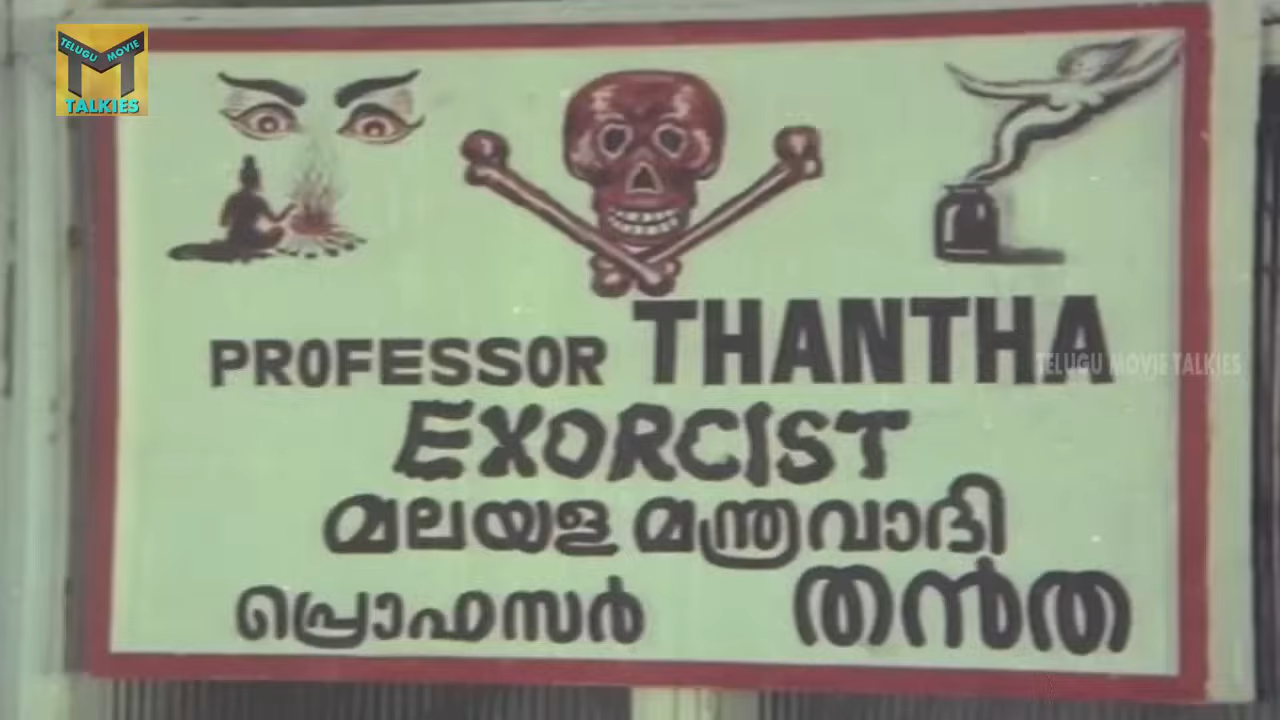 TELUGU MOVIE
TALKIES
PROFESSOR THANTHA
TELUGU MOVIE TALKIES
EXORCIST
മലയള മന്ത്രവാദി
പ്രൊഫസർ തൻത